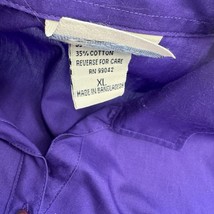 35% COTTON
REVERSE FOR CARE
RN 99042
XL
MADE IN BANGLADESH